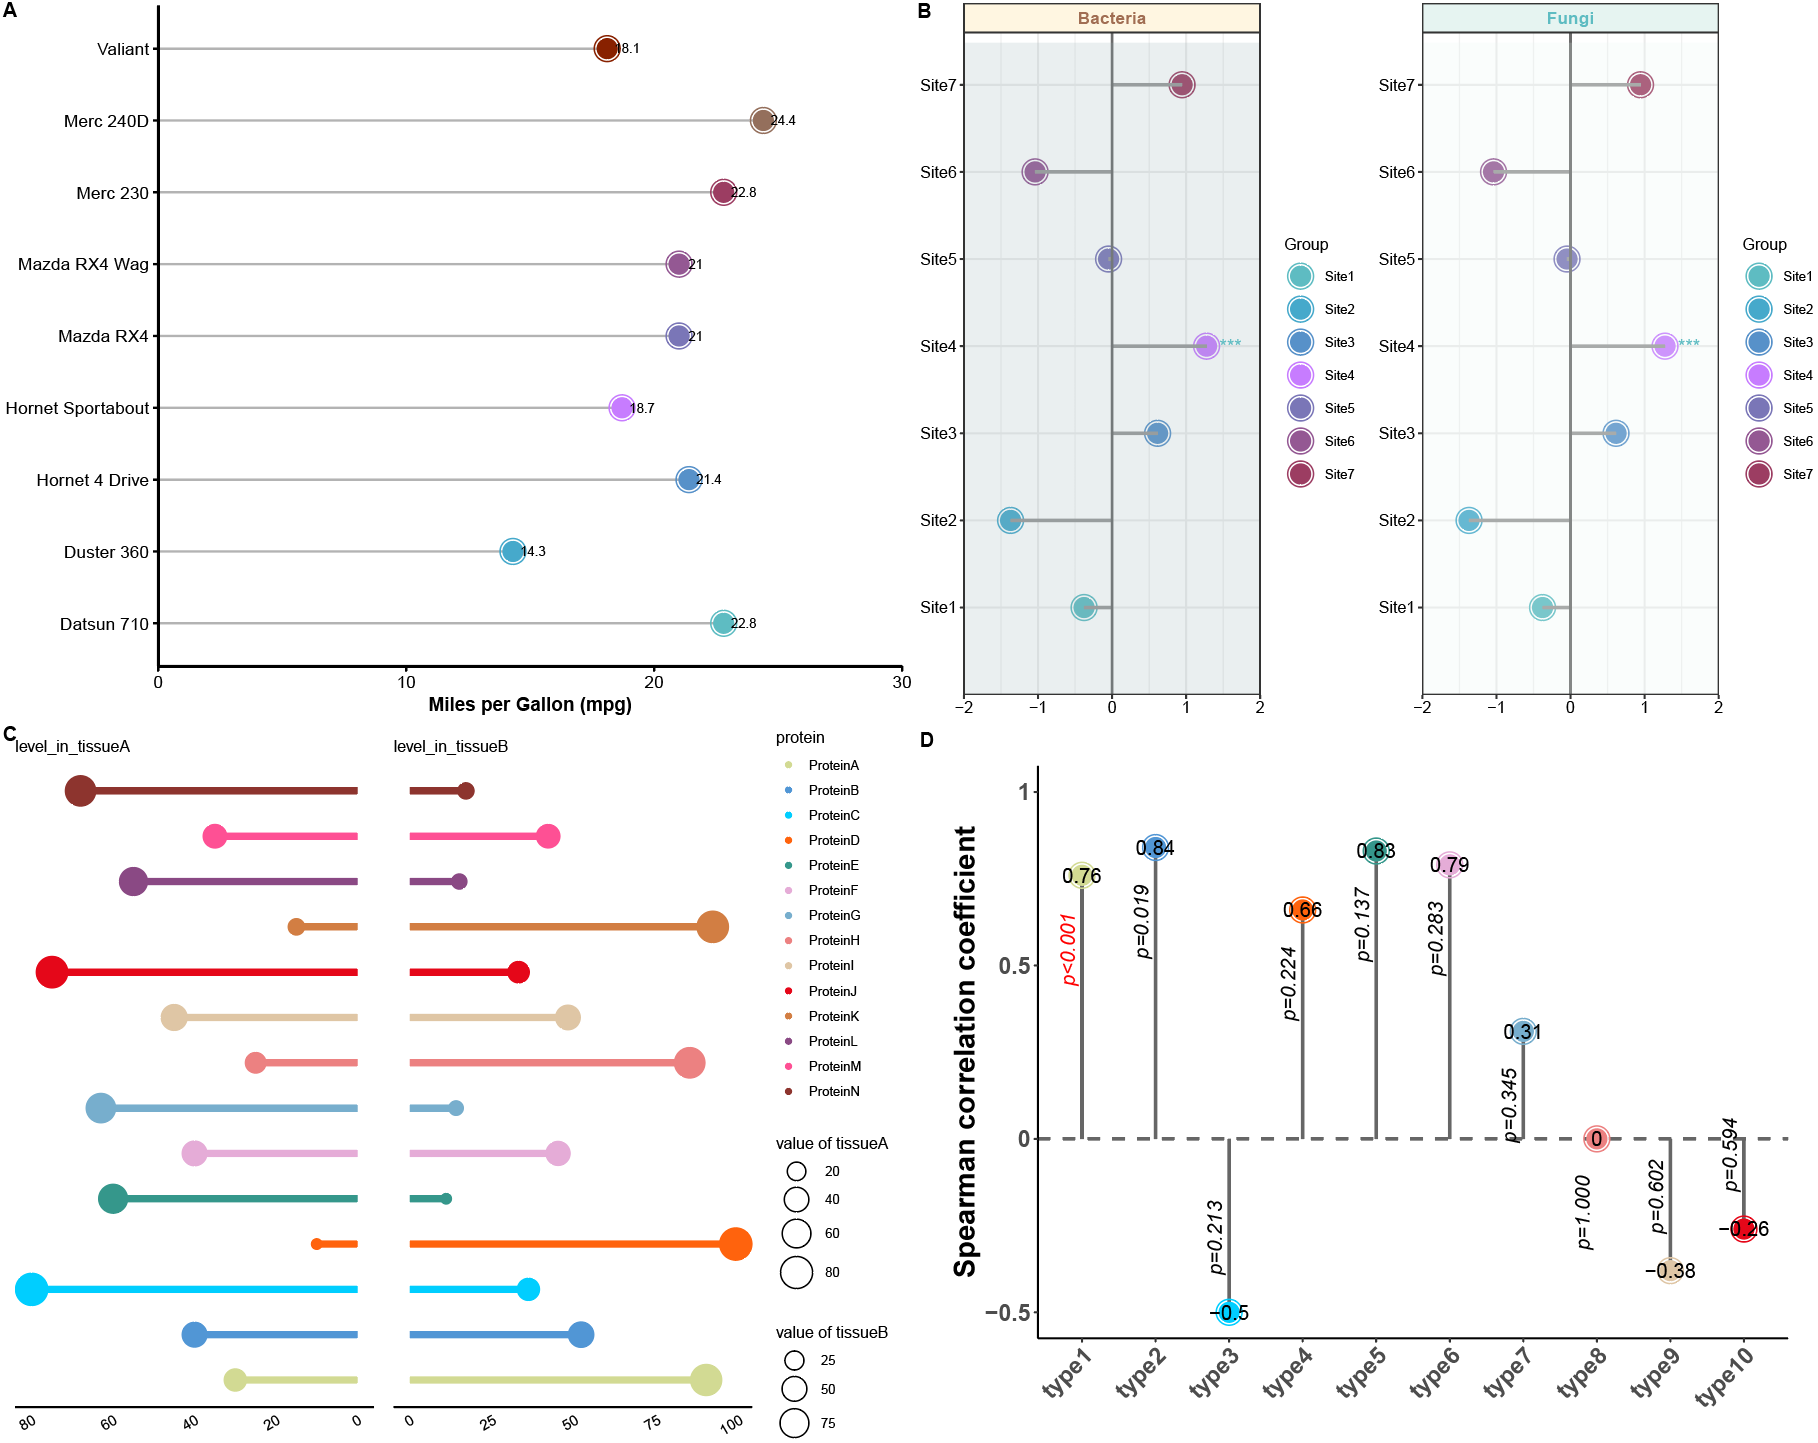 A
Valiant
18.1
Merc 240D
24.4
Merc 230
22.8
Mazda RX4 Wag
21
Mazda RX4
21
Hornet Sportabout
18.7
Hornet 4 Drive
21.4
Duster 360
14.3
Datsun 710
22.8
0 10 20 30
Miles per Gallon (mpg)
B
Bacteria
Site7
Site6
Site5
Site4
***
Site3
Site2
Site1
−2 −1 0 1 2
Group
Site1
Site2
Site3
Site4
Site5
Site6
Site7
Fungi
Site7
Site6
Site5
Site4
***
Site3
Site2
Site1
−2 −1 0 1 2
Group
Site1
Site2
Site3
Site4
Site5
Site6
Site7
C
level_in_tissueA
level_in_tissueB
80 60 40 20 0
0 25 50 75 100
protein
ProteinA
ProteinB
ProteinC
ProteinD
ProteinE
ProteinF
ProteinG
ProteinH
ProteinI
ProteinJ
ProteinK
ProteinL
ProteinM
ProteinN
value of tissueA
20
40
60
80
value of tissueB
25
50
75
D
Spearman correlation coefficient
1
0.5
0
−0.5
0.76
p<0.001
0.84
p=0.019
−0.5
p=0.213
0.66
p=0.224
0.83
p=0.137
0.79
p=0.283
0.31
p=0.345
0
p=1.000
−0.38
p=0.602
−0.26
p=0.594
type1 type2 type3 type4 type5 type6 type7 type8 type9 type10